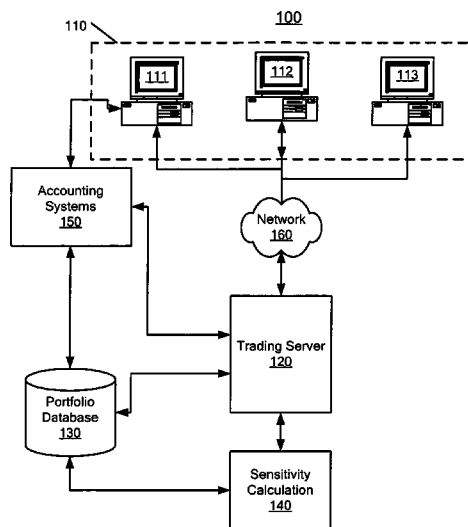 100
110
111
112
113
Accounting
Systems
150
Network
160
Trading Server
120
Portfolio
Database
130
Sensitivity
Calculation
140